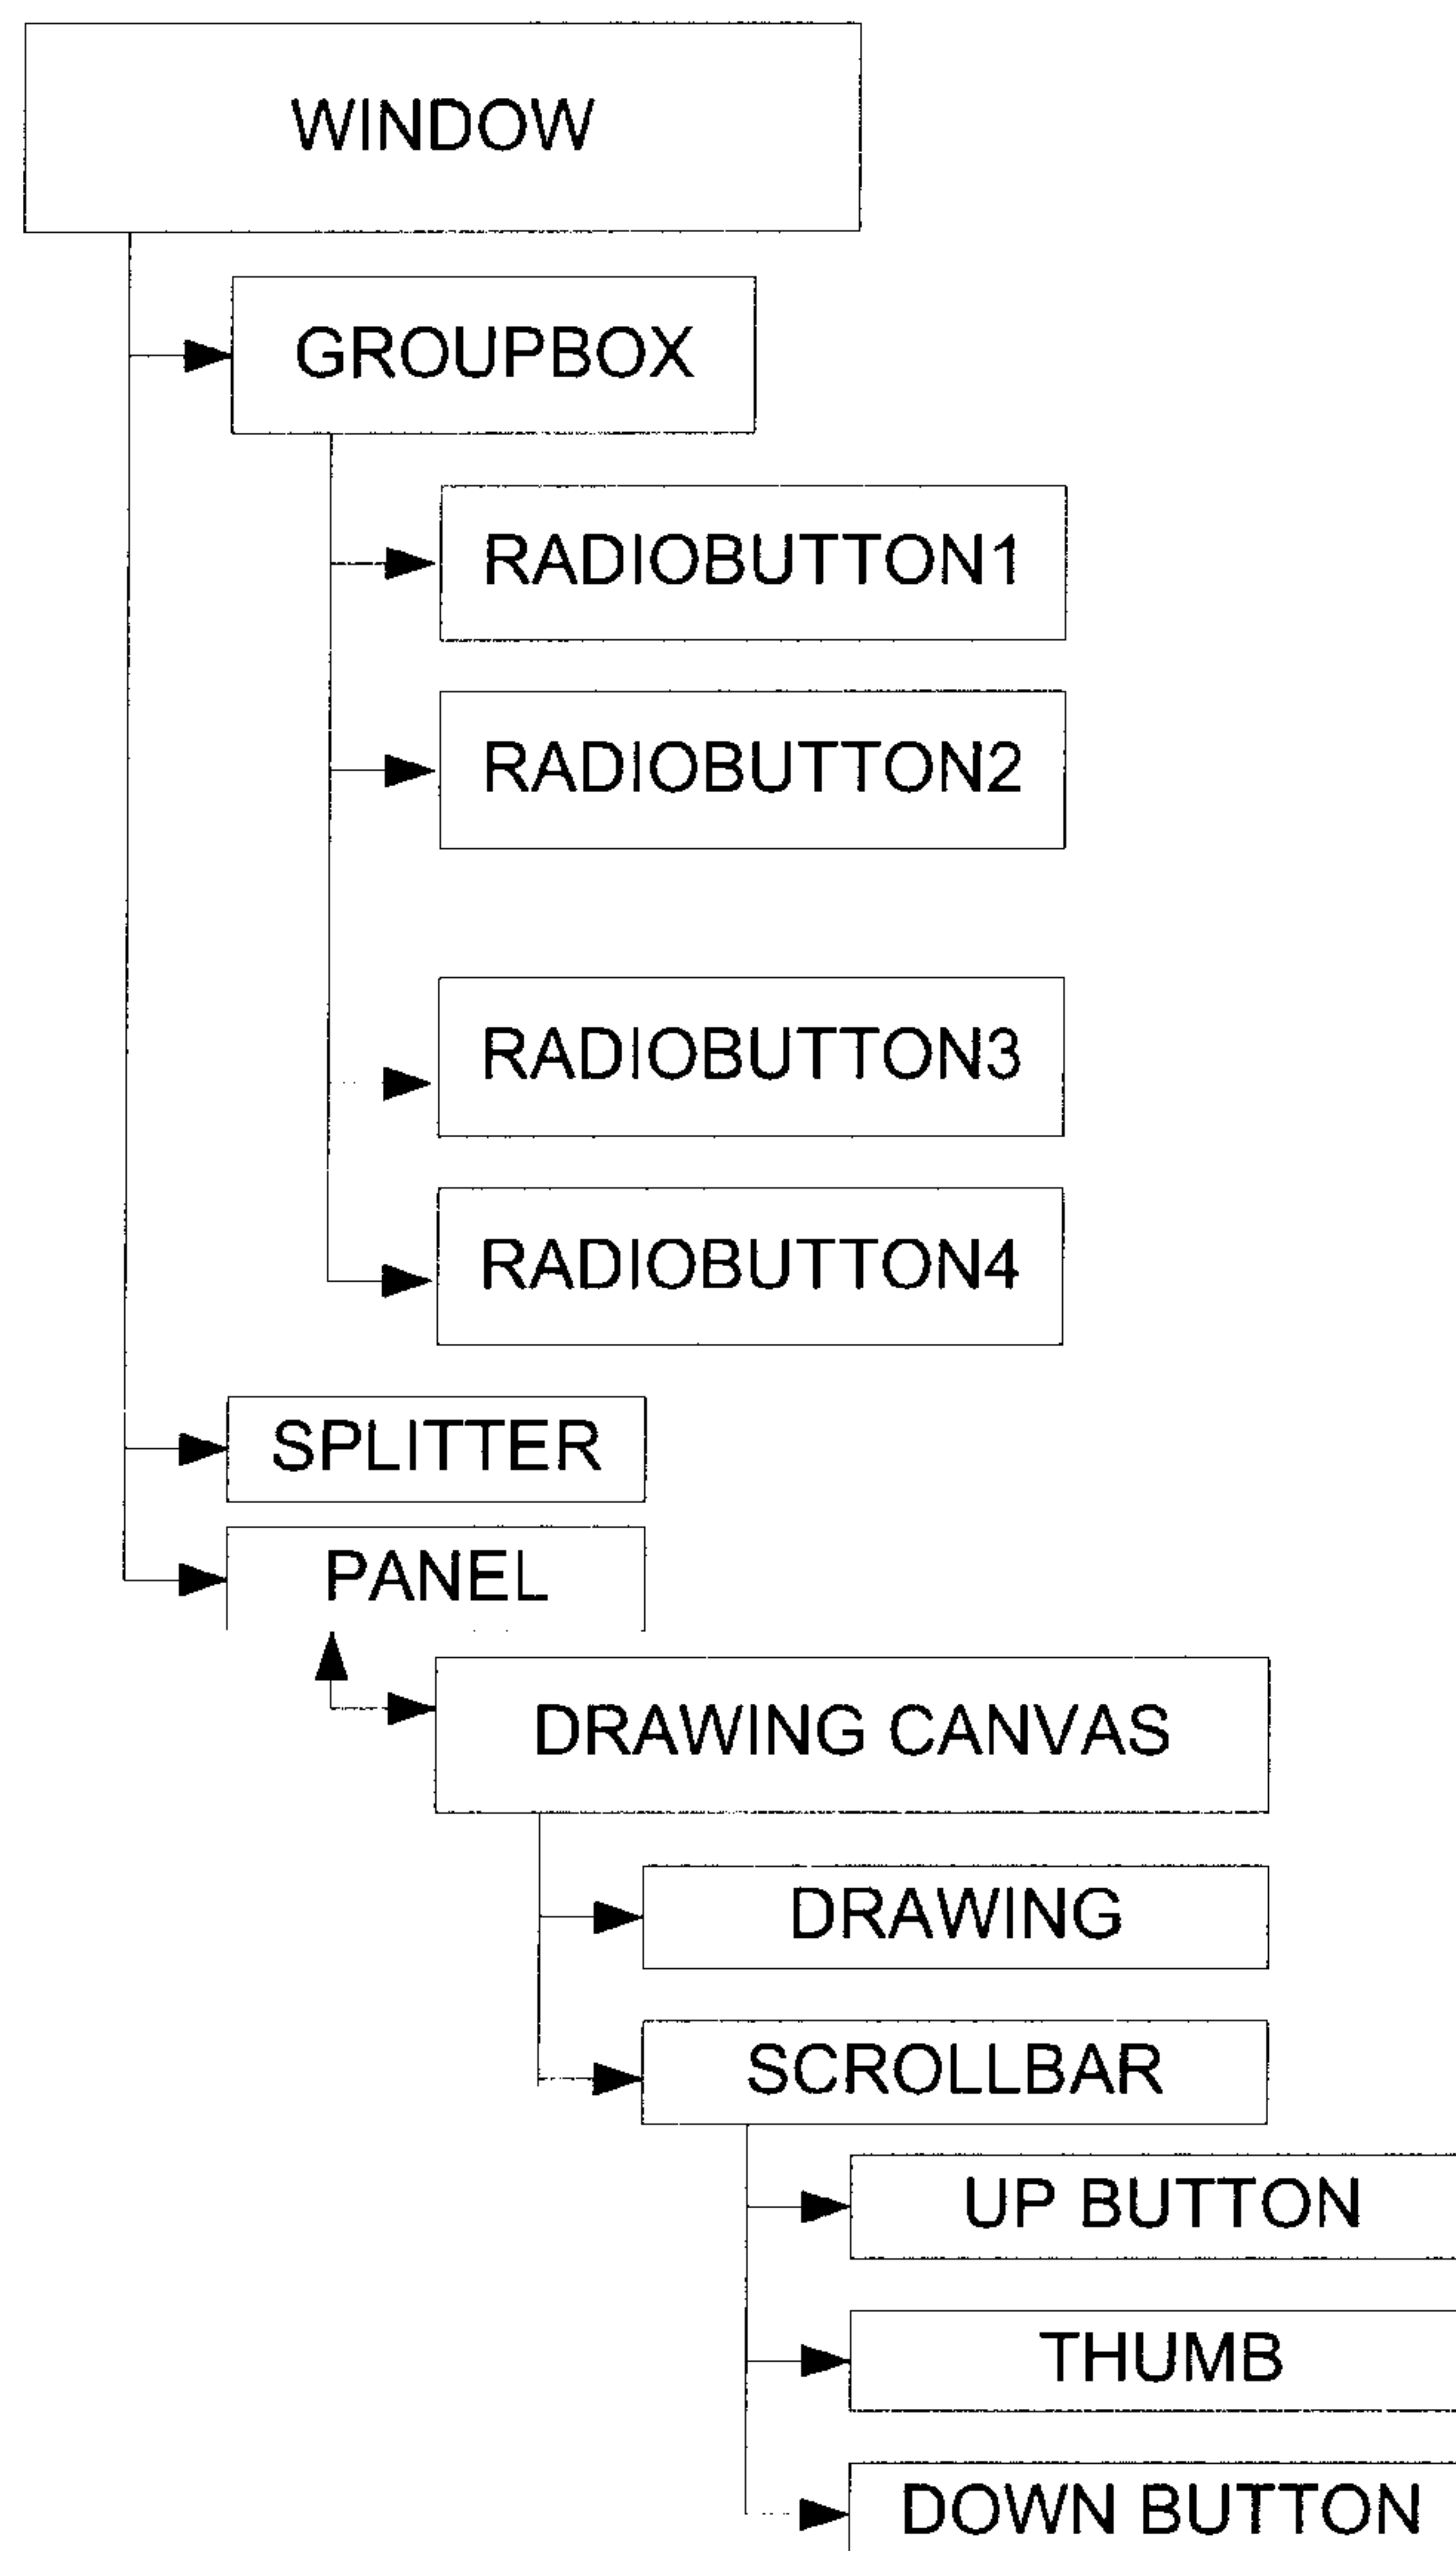 WINDOW
GROUPBOX
RADIOBUTTON1
RADIOBUTTON2
RADIOBUTTON3
RADIOBUTTON4
SPLITTER
PANEL
DRAWING CANVAS
DRAWING
SCROLLBAR
UP BUTTON
THUMB
DOWN BUTTON